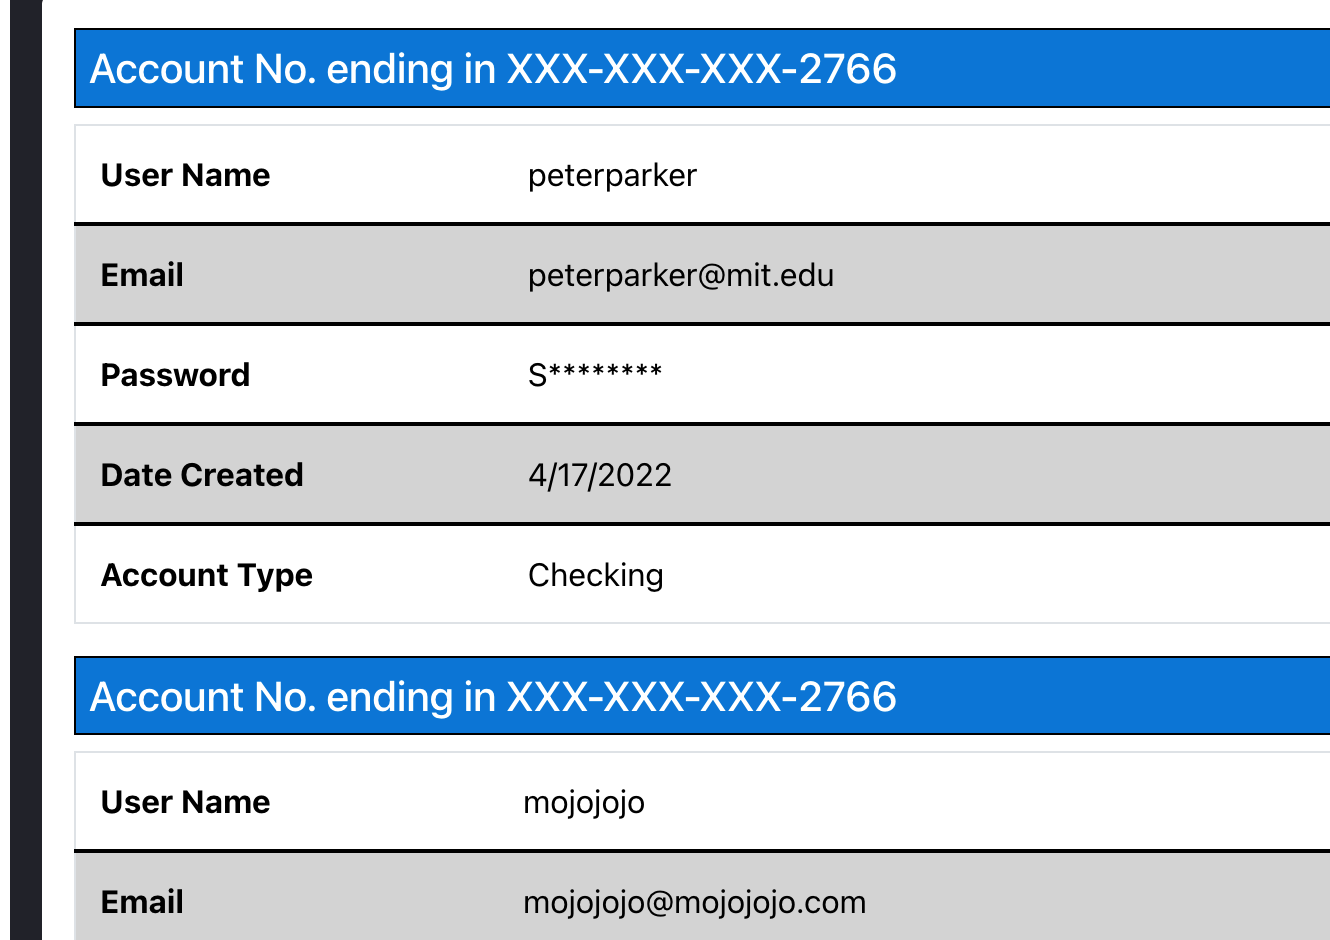 Account No. ending in XXX-XXX-XXX-2766
User Name peterparker
Email peterparker@mit.edu
Password S********
Date Created 4/17/2022
Account Type Checking
Account No. ending in XXX-XXX-XXX-2766
User Name mojojojo
Email mojojojo@mojojojo.com